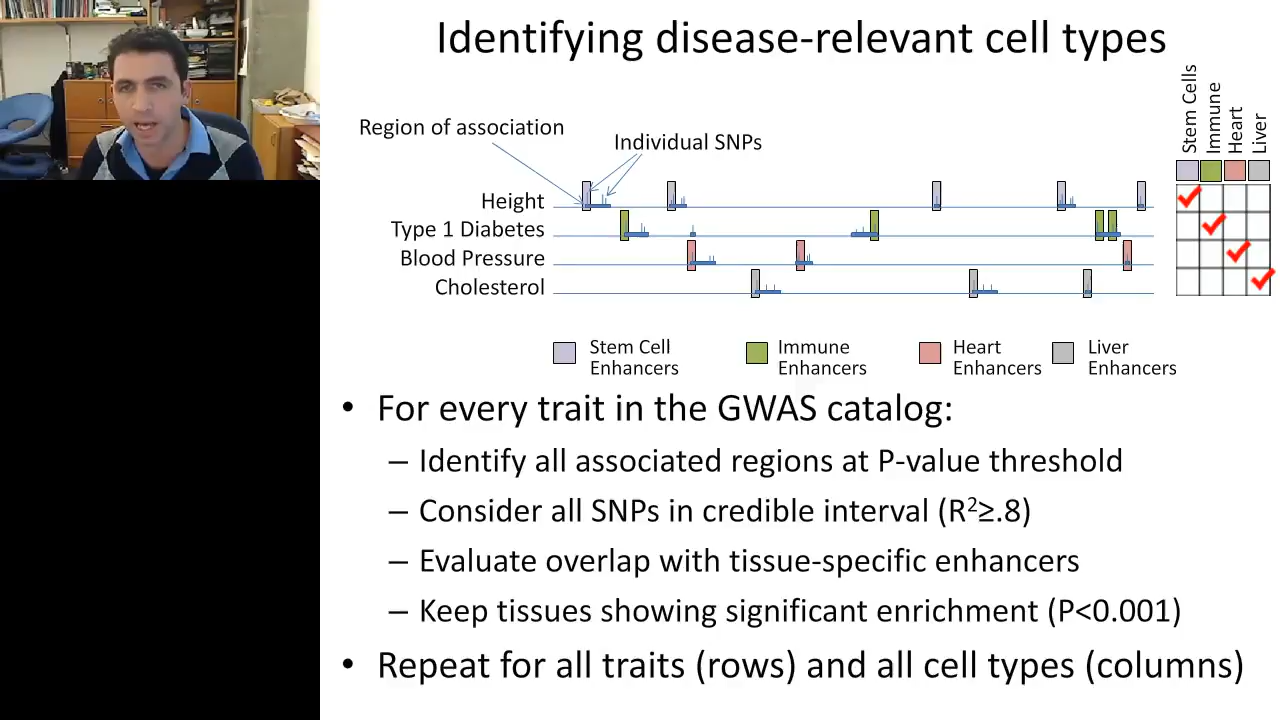 Identifying disease-relevant cell types
Stem Cells
Immune
Heart
Liver
Region of association
Individual SNPs
Height
Type 1 Diabetes
Blood Pressure
Cholesterol
Stem Cell
Enhancers
Immune
Enhancers
Heart
Enhancers
Liver
Enhancers
• For every trait in the GWAS catalog:
– Identify all associated regions at P-value threshold
– Consider all SNPs in credible interval (R²≥.8)
– Evaluate overlap with tissue-specific enhancers
– Keep tissues showing significant enrichment (P<0.001)
• Repeat for all traits (rows) and all cell types (columns)